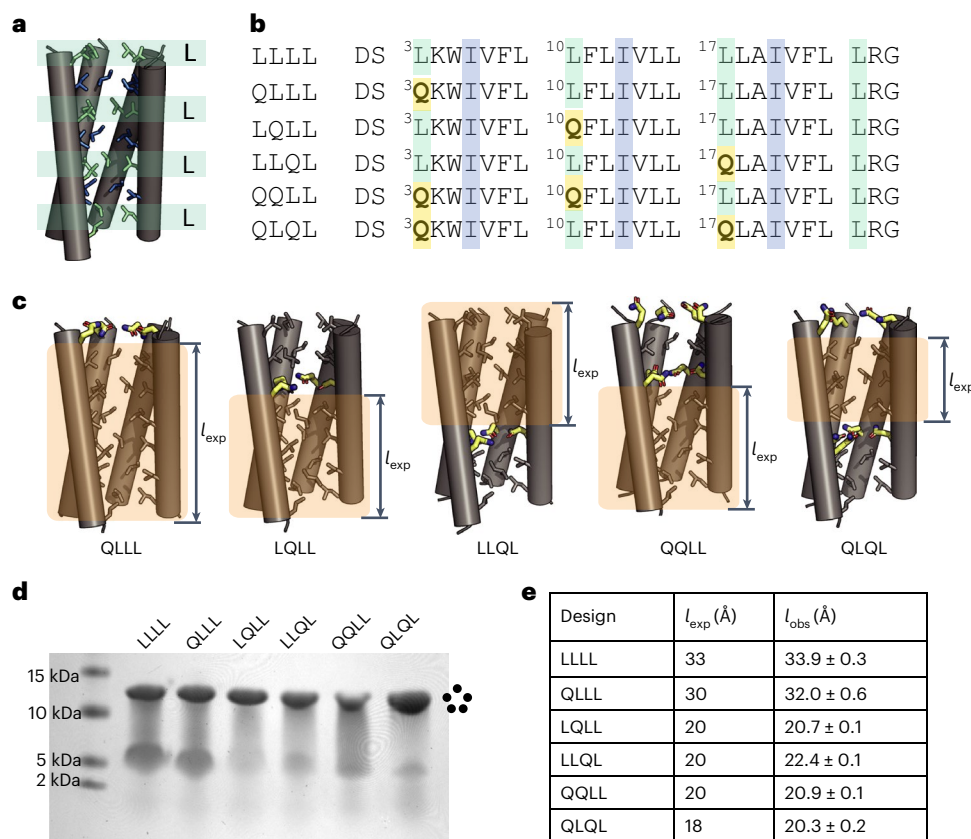 a
L
L
L
L
b
LLLL DS ³LKWIVFL ¹⁰LFLIVLL ¹⁷LLAIVFL LRG
QLLL DS ³QKWIVFL ¹⁰LFLIVLL ¹⁷LLAIVFL LRG
LQLL DS ³LKWIVFL ¹⁰QFLIVLL ¹⁷LLAIVFL LRG
LLQL DS ³LKWIVFL ¹⁰LFLIVLL ¹⁷QLAIVFL LRG
QQLL DS ³QKWIVFL ¹⁰QFLIVLL ¹⁷LLAIVFL LRG
QLQL DS ³QKWIVFL ¹⁰LFLIVLL ¹⁷QLAIVFL LRG
c
l_exp
QLLL
l_exp
LQLL
l_exp
LLQL
l_exp
QQLL
l_exp
QLQL
d
LLLL QLLL LQLL LLQL QQLL QLQL
15 kDa
10 kDa
5 kDa
2 kDa
e
Design l_exp (Å) l_obs (Å)
LLLL 33 33.9 ± 0.3
QLLL 30 32.0 ± 0.6
LQLL 20 20.7 ± 0.1
LLQL 20 22.4 ± 0.1
QQLL 20 20.9 ± 0.1
QLQL 18 20.3 ± 0.2